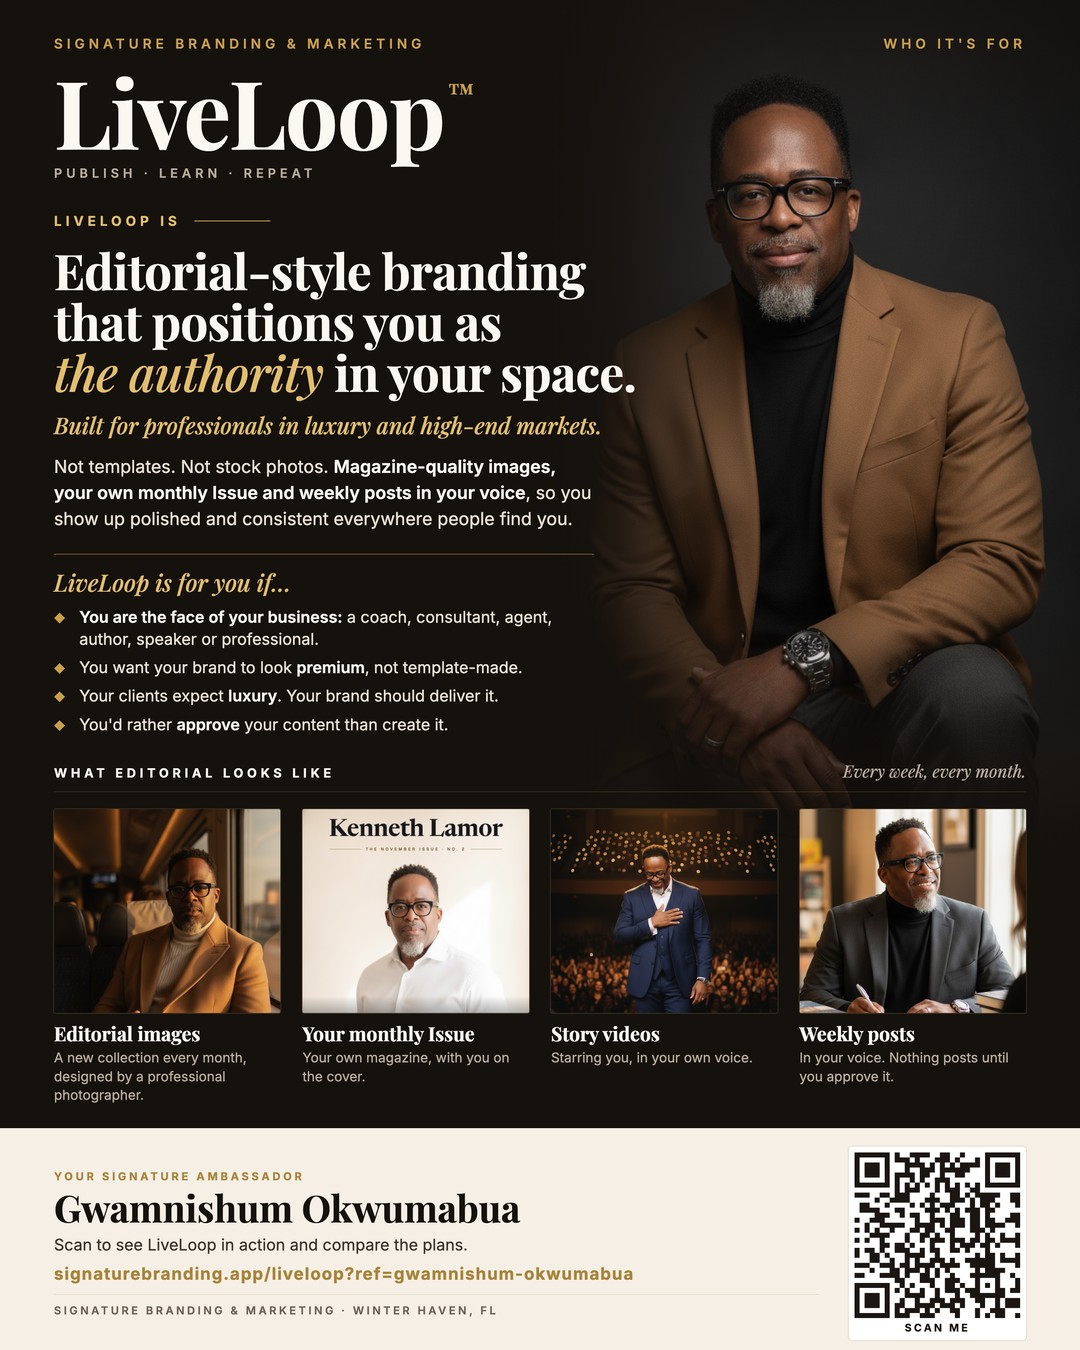 SIGNATURE BRANDING & MARKETING
WHO IT'S FOR
LiveLoop™
PUBLISH · LEARN · REPEAT
LIVELOOP IS
Editorial-style branding
that positions you as
the authority in your space.
Built for professionals in luxury and high-end markets.
Not templates. Not stock photos. Magazine-quality images,
your own monthly Issue and weekly posts in your voice, so you
show up polished and consistent everywhere people find you.
LiveLoop is for you if...
◆ You are the face of your business: a coach, consultant, agent,
author, speaker or professional.
◆ You want your brand to look premium, not template-made.
◆ Your clients expect luxury. Your brand should deliver it.
◆ You'd rather approve your content than create it.
WHAT EDITORIAL LOOKS LIKE
Every week, every month.
Kenneth Lamor
THE NOVEMBER ISSUE · NO. 2
Editorial images
A new collection every month,
designed by a professional
photographer.
Your monthly Issue
Your own magazine, with you on
the cover.
Story videos
Starring you, in your own voice.
Weekly posts
In your voice. Nothing posts until
you approve it.
YOUR SIGNATURE AMBASSADOR
Gwamnishum Okwumabua
Scan to see LiveLoop in action and compare the plans.
signaturebranding.app/liveloop?ref=gwamnishum-okwumabua
SIGNATURE BRANDING & MARKETING · WINTER HAVEN, FL
SCAN ME